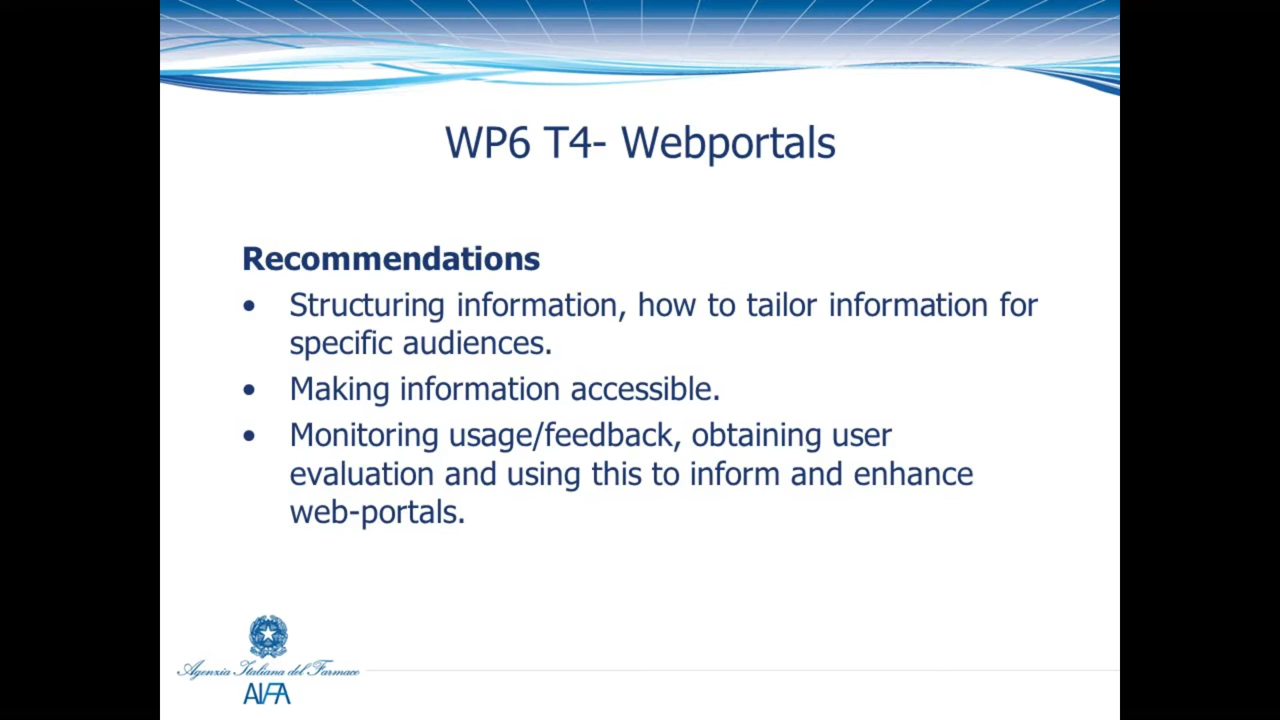 WP6 T4- Webportals
Recommendations
• Structuring information, how to tailor information for
specific audiences.
• Making information accessible.
• Monitoring usage/feedback, obtaining user
evaluation and using this to inform and enhance
web-portals.
Agenzia Italiana del Farmaco
AIFA